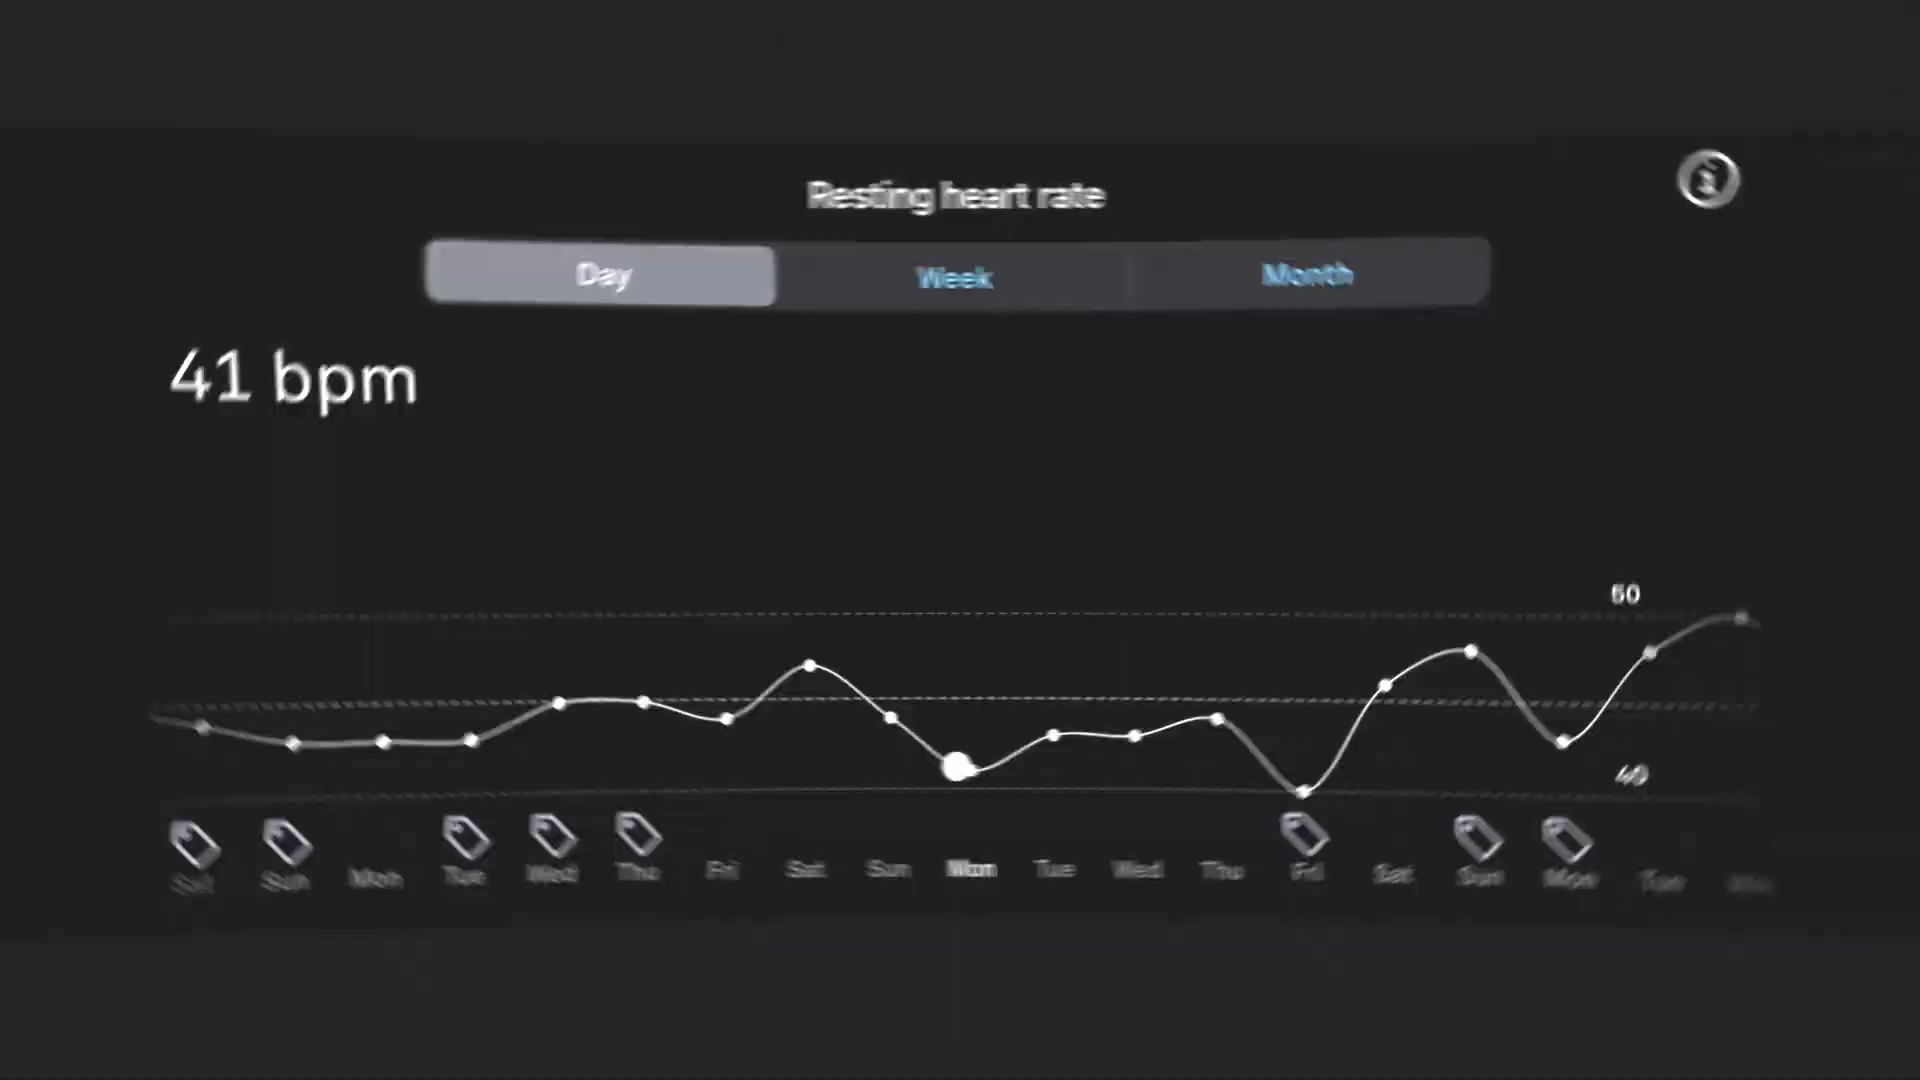 Resting heart rate
Day Week Month
41 bpm
50
40
Sat Sun Mon Tue Wed Thu Fri Sat Sun Mon Tue Wed Thu Fri Sat Sun Mon Tue